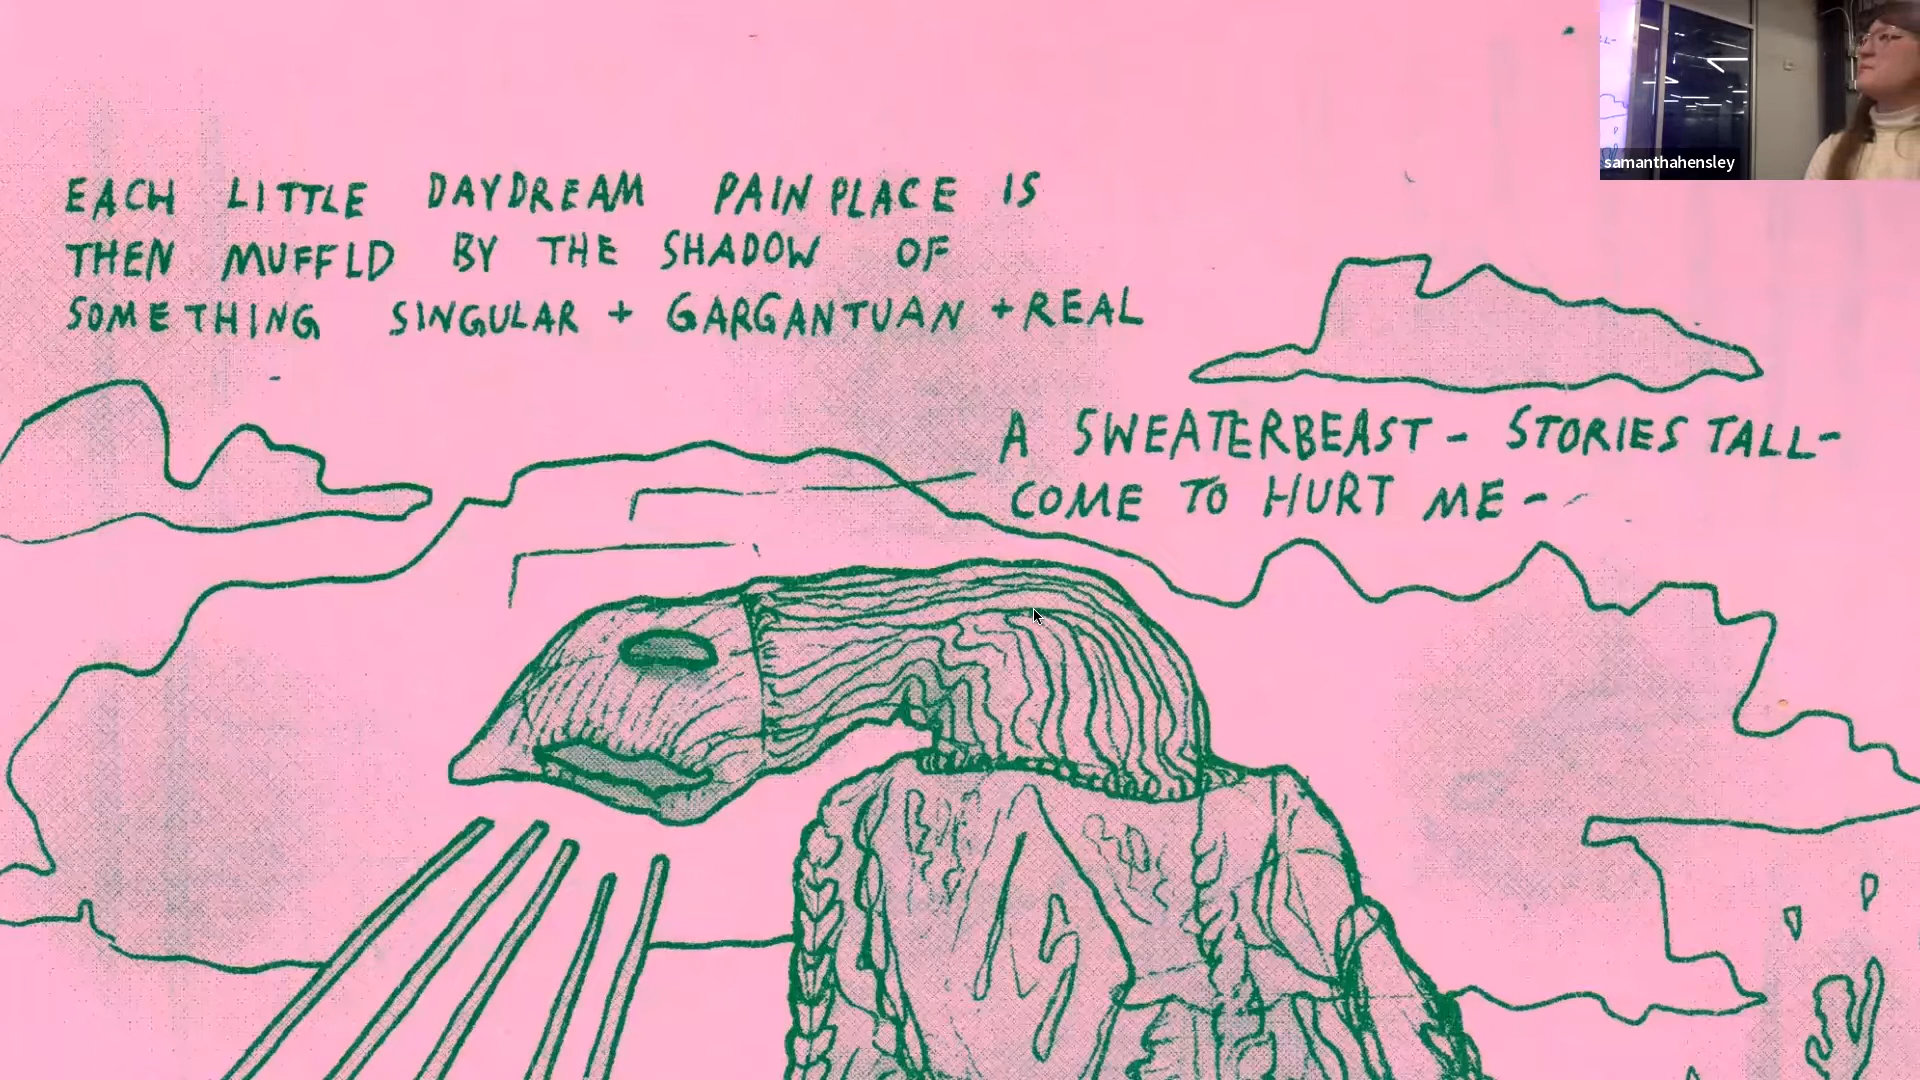 EACH LITTLE DAYDREAM PAIN PLACE IS
THEN MUFFLD BY THE SHADOW OF
SOMETHING SINGULAR + GARGANTUAN + REAL
A SWEATERBEAST - STORIES TALL-
COME TO HURT ME -
samanthahensley